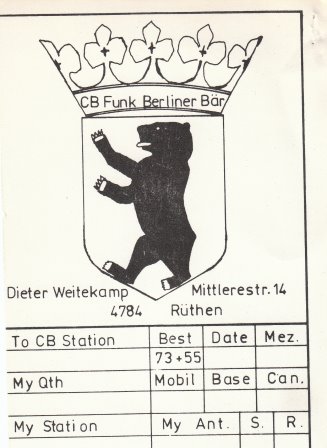 CB Funk Berliner Bär
Dieter Weitekamp Mittlerestr. 14
4784 Rüthen
To CB Station Best Date Mez.
73+55
My Qth Mobil Base Can.
My Station My Ant. S. R.